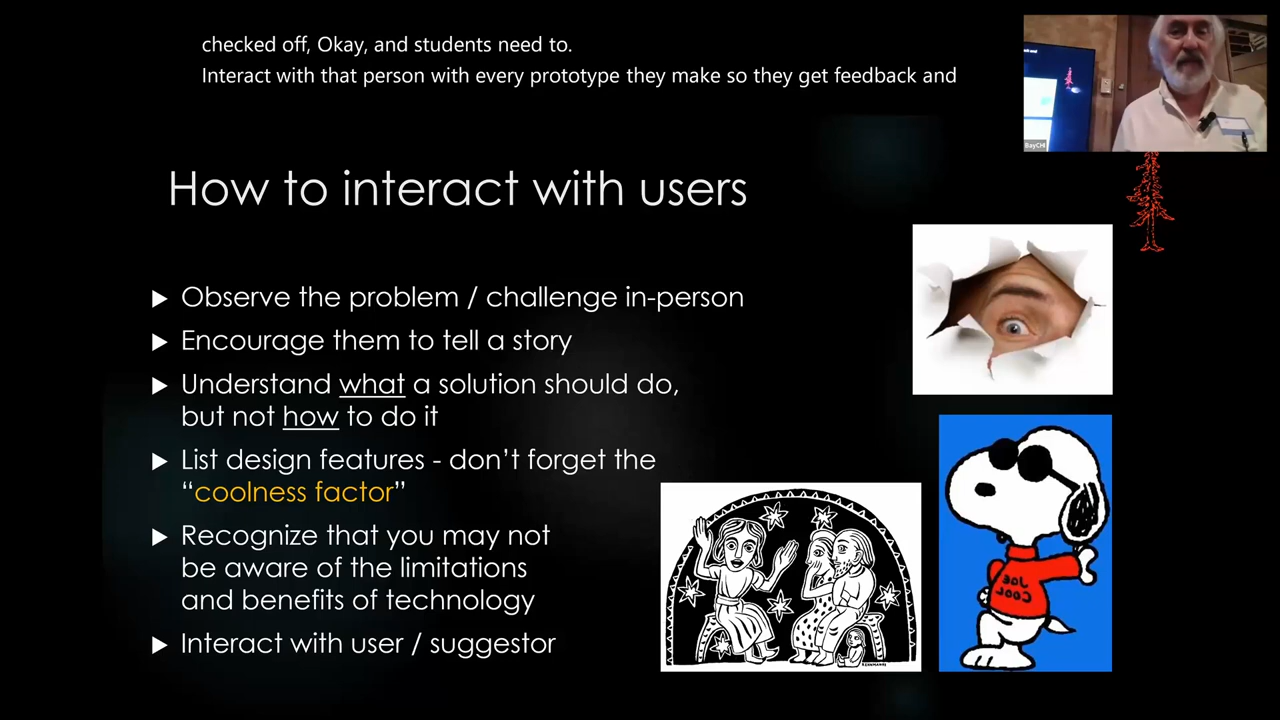 checked off, Okay, and students need to.
Interact with that person with every prototype they make so they get feedback and
BayCHI
How to interact with users
Observe the problem / challenge in-person
Encourage them to tell a story
Understand what a solution should do,
but not how to do it
List design features - don’t forget the
“coolness factor”
Recognize that you may not
be aware of the limitations
and benefits of technology
Interact with user / suggestor
JOE
COOL